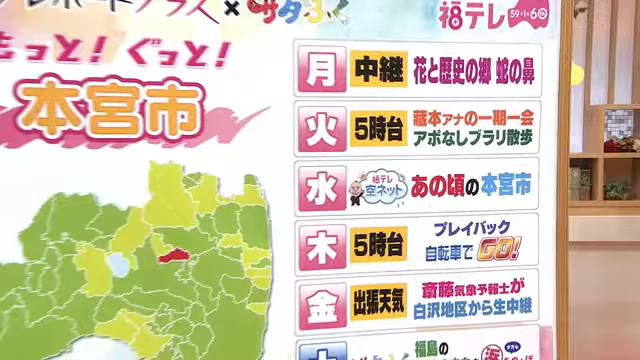 サタふく
福テレ
もっと！ぐっと！
本宮市
月 中継 花と歴史の郷 蛇の鼻
火 5時台 蔵本アナの一期一会
アポなしブラリ散歩
水 福テレ 空ネット あの頃の本宮市
木 5時台 プレイバック
自転車でGO!
金 出張天気 斎藤気象予報士が
白沢地区から生中継
福島の